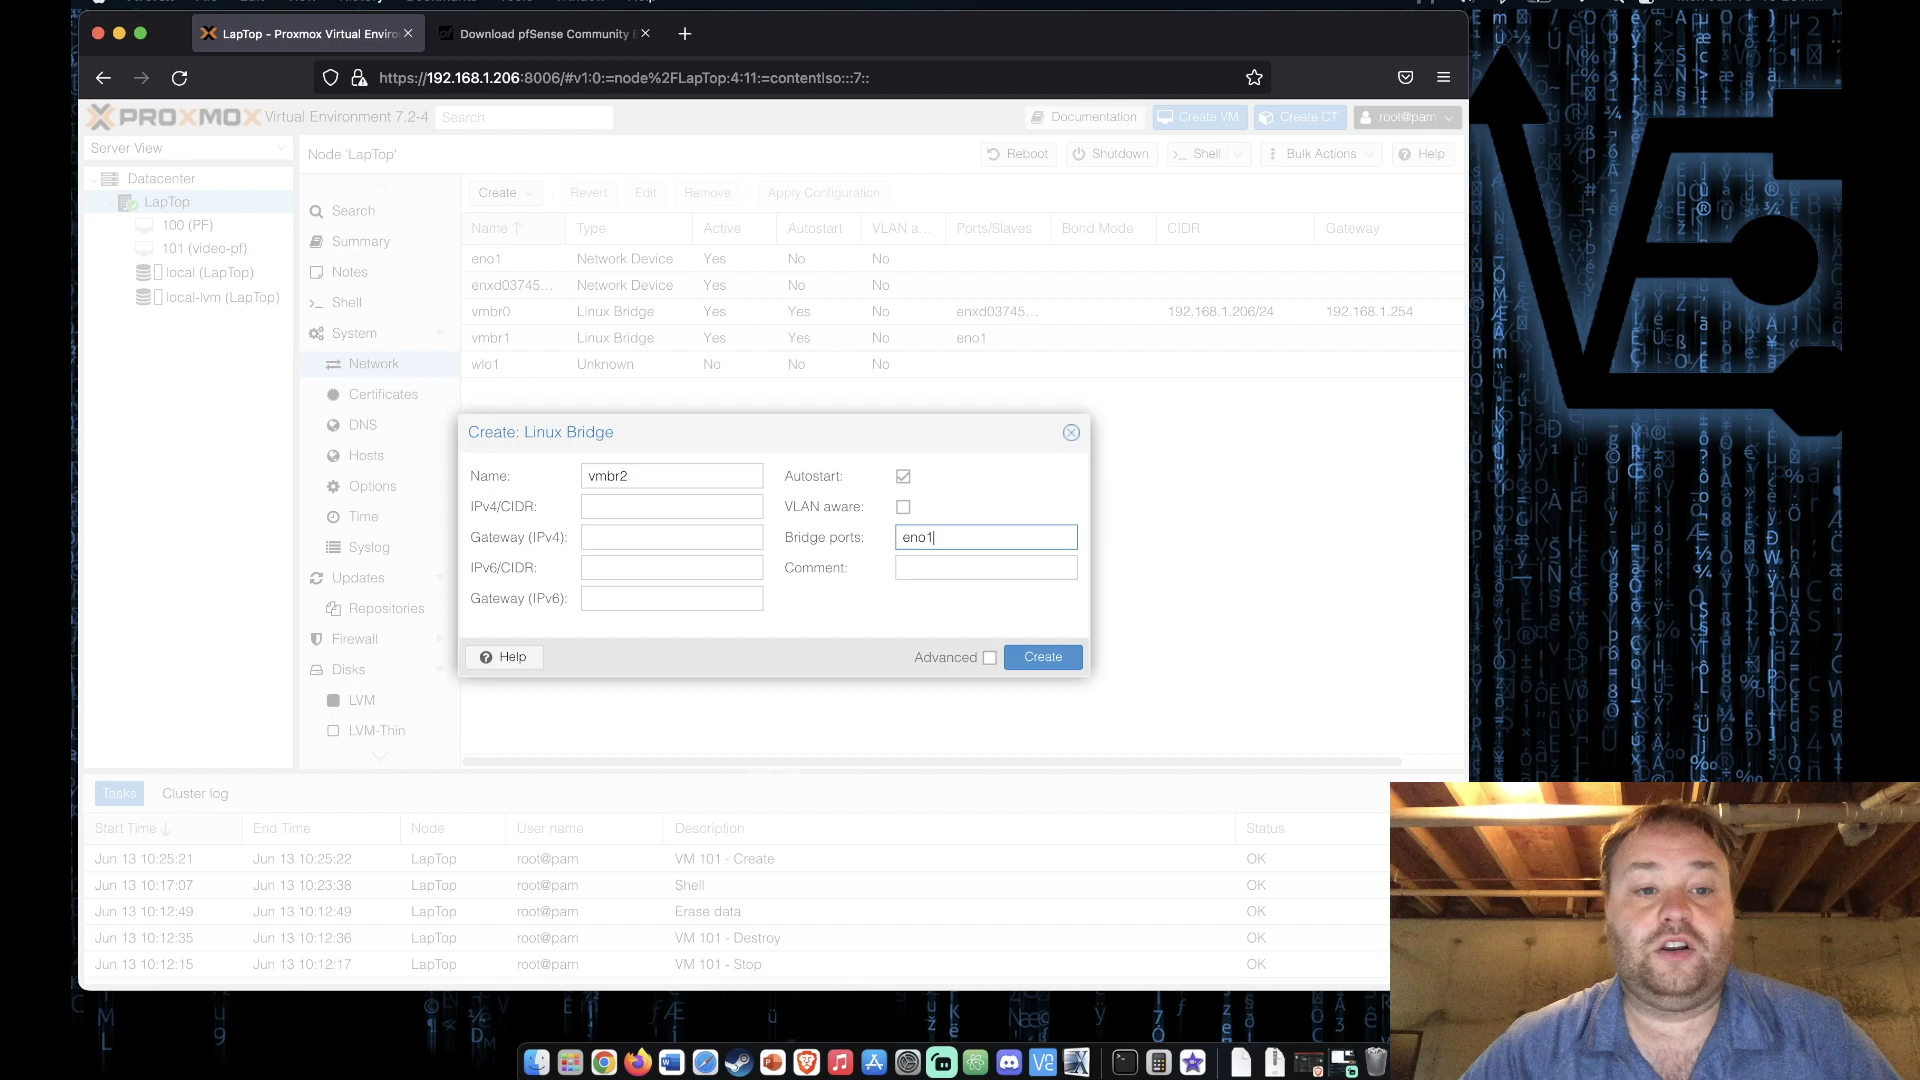 LapTop - Proxmox Virtual Enviro
Download pfSense Community E
https://192.168.1.206:8006/#v1:0:=node%2FLapTop:4:11:=contentIso:::7::
PROXMOX Virtual Environment 7.2-4
Search
Documentation
Create VM
Create CT
root@pam
Server View
Node 'LapTop'
Reboot
Shutdown
Shell
Bulk Actions
Help
Datacenter
LapTop
100 (PF)
101 (video-pf)
local (LapTop)
local-lvm (LapTop)
Search
Summary
Notes
Shell
System
Network
Certificates
DNS
Hosts
Options
Time
Syslog
Updates
Repositories
Firewall
Disks
LVM
LVM-Thin
Create
Revert
Edit
Remove
Apply Configuration
Name Type Active Autostart VLAN a... Ports/Slaves Bond Mode CIDR Gateway
eno1 Network Device Yes No No
enxd03745... Network Device Yes No No
vmbr0 Linux Bridge Yes Yes No enxd03745... 192.168.1.206/24 192.168.1.254
vmbr1 Linux Bridge Yes Yes No eno1
wlo1 Unknown No No No
Create: Linux Bridge
Name: vmbr2 Autostart:
IPv4/CIDR: VLAN aware:
Gateway (IPv4): Bridge ports: eno1
IPv6/CIDR: Comment:
Gateway (IPv6):
Help Advanced Create
Tasks Cluster log
Start Time End Time Node User name Description Status
Jun 13 10:25:21 Jun 13 10:25:22 LapTop root@pam VM 101 - Create OK
Jun 13 10:17:07 Jun 13 10:23:38 LapTop root@pam Shell OK
Jun 13 10:12:49 Jun 13 10:12:49 LapTop root@pam Erase data OK
Jun 13 10:12:35 Jun 13 10:12:36 LapTop root@pam VM 101 - Destroy OK
Jun 13 10:12:15 Jun 13 10:12:17 LapTop root@pam VM 101 - Stop OK